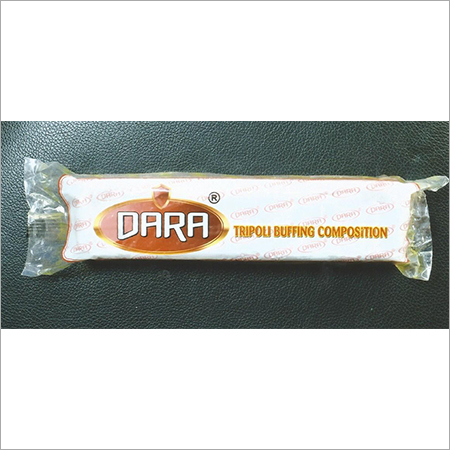 DARA ®
TRIPOLI BUFFING COMPOSITION